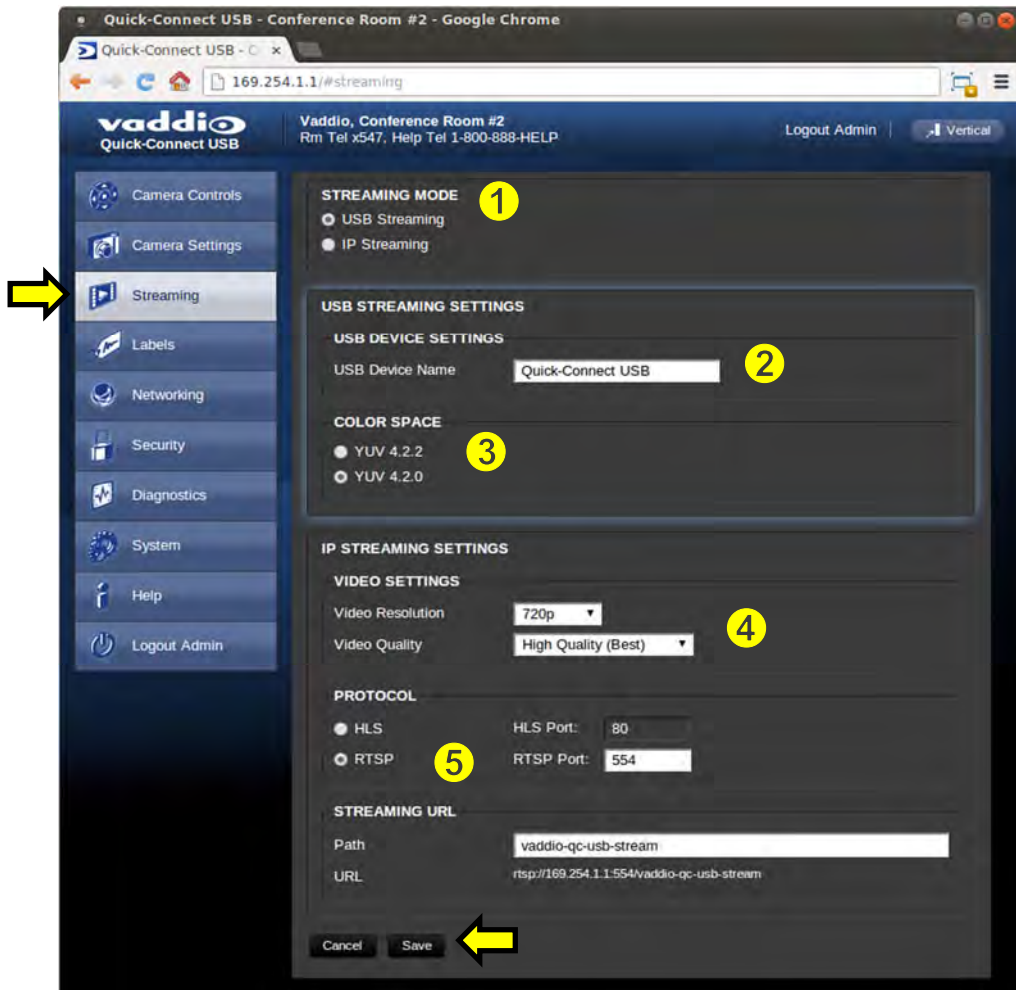 Quick-Connect USB - Conference Room #2 - Google Chrome
Quick-Connect USB - C
169.254.1.1/#streaming
vaddio
Quick-Connect USB
Vaddio, Conference Room #2
Rm Tel x547, Help Tel 1-800-888-HELP
Logout Admin
Vertical
Camera Controls
Camera Settings
Streaming
Labels
Networking
Security
Diagnostics
System
Help
Logout Admin
STREAMING MODE
1
USB Streaming
IP Streaming
USB STREAMING SETTINGS
USB DEVICE SETTINGS
USB Device Name Quick-Connect USB
2
COLOR SPACE
YUV 4.2.2
3
YUV 4.2.0
IP STREAMING SETTINGS
VIDEO SETTINGS
Video Resolution 720p
4
Video Quality High Quality (Best)
PROTOCOL
HLS HLS Port: 80
RTSP 5 RTSP Port: 554
STREAMING URL
Path vaddio-qc-usb-stream
URL rtsp://169.254.1.1:554/vaddio-qc-usb-stream
Cancel Save